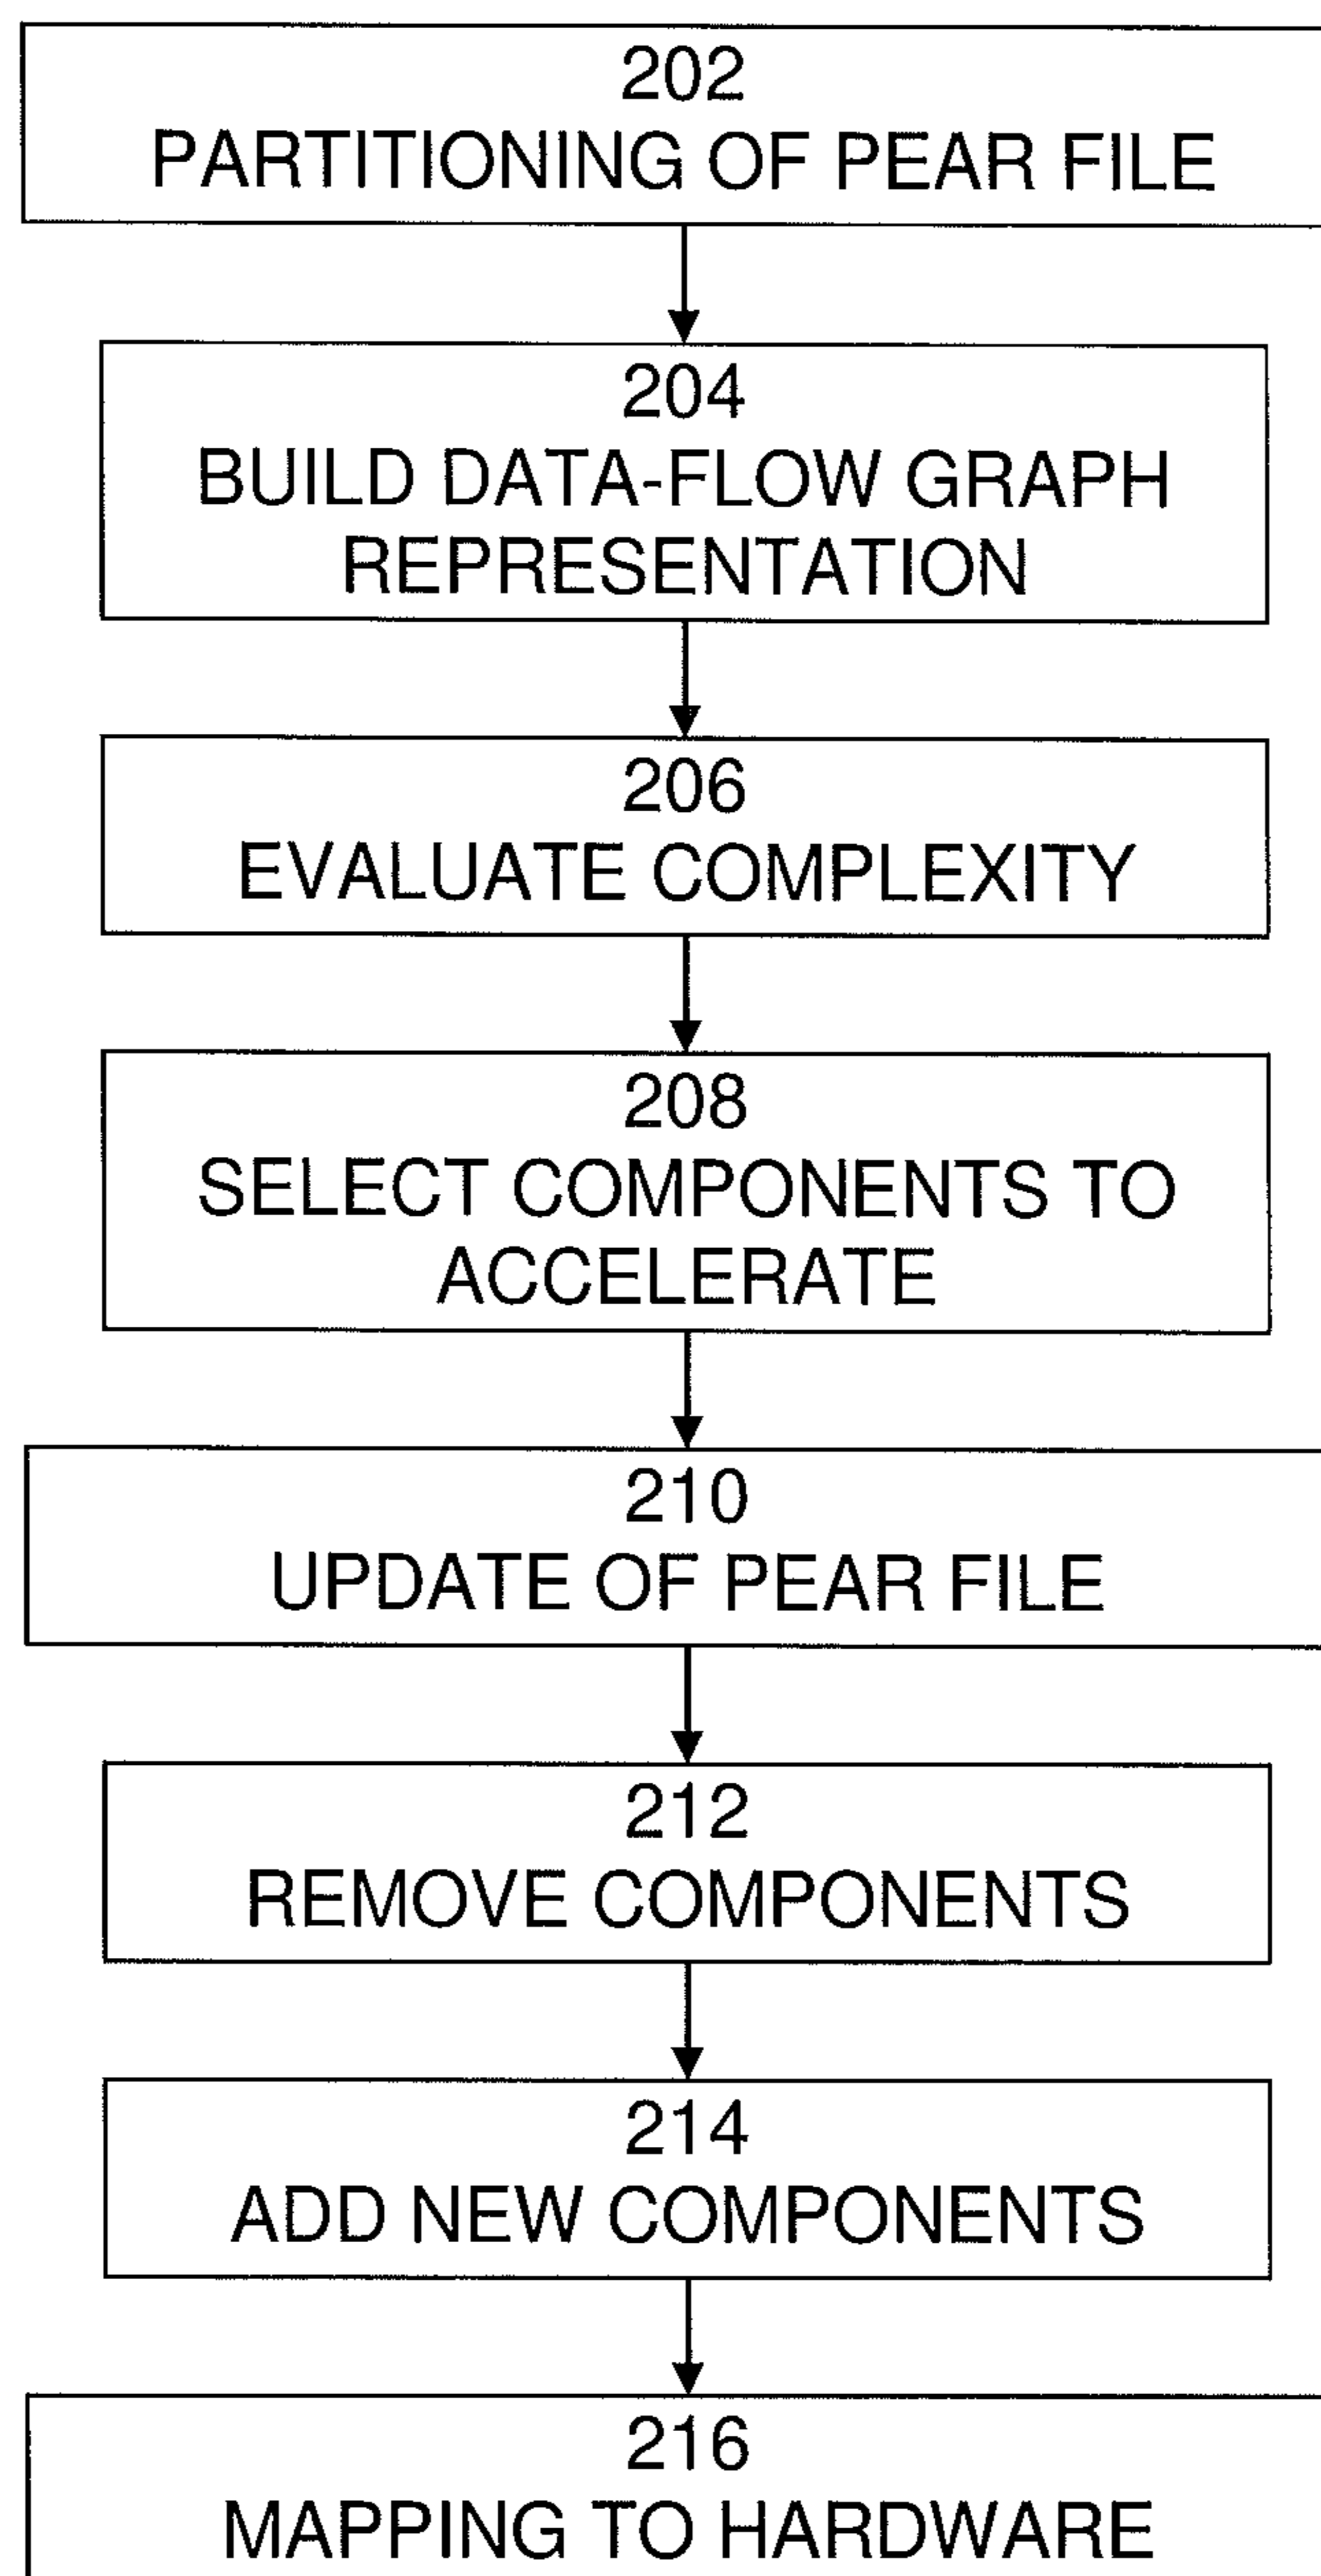 202
PARTITIONING OF PEAR FILE
204
BUILD DATA-FLOW GRAPH
REPRESENTATION
206
EVALUATE COMPLEXITY
208
SELECT COMPONENTS TO
ACCELERATE
210
UPDATE OF PEAR FILE
212
REMOVE COMPONENTS
214
ADD NEW COMPONENTS
216
MAPPING TO HARDWARE